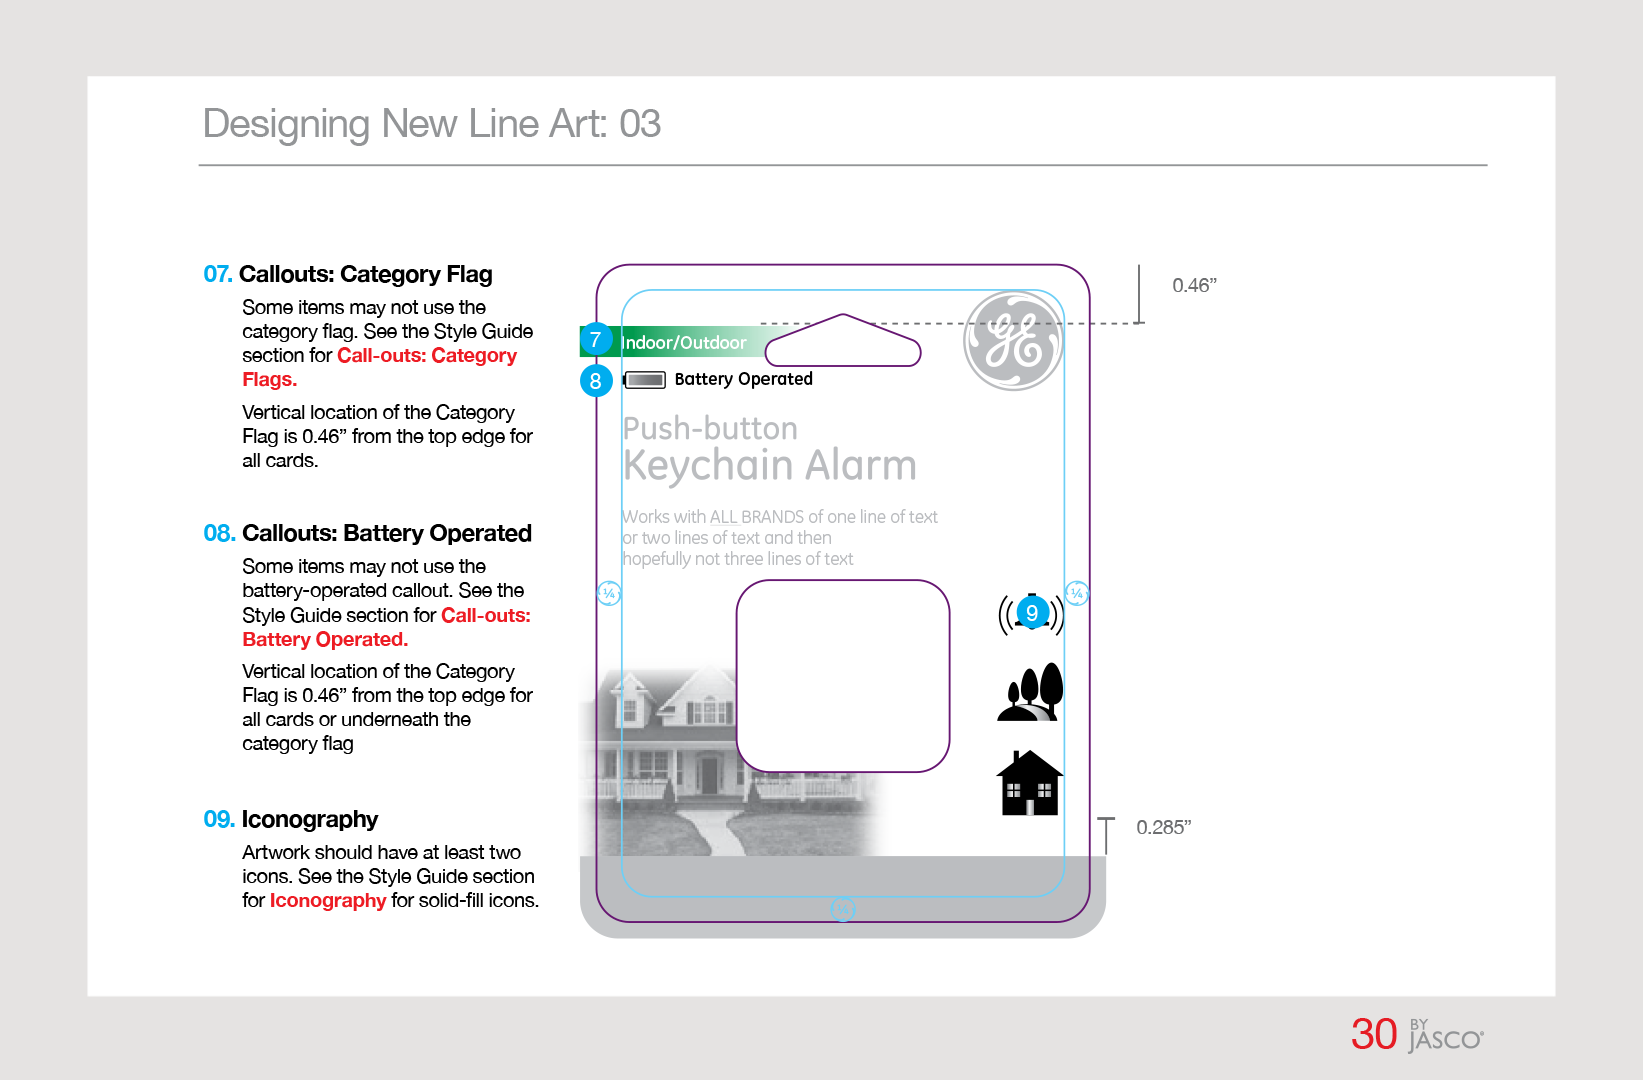 Designing New Line Art: 03
07. Callouts: Category Flag
Some items may not use the
category flag. See the Style Guide
section for Call-outs: Category
Flags.
Vertical location of the Category
Flag is 0.46” from the top edge for
all cards.
08. Callouts: Battery Operated
Some items may not use the
battery-operated callout. See the
Style Guide section for Call-outs:
Battery Operated.
Vertical location of the Category
Flag is 0.46” from the top edge for
all cards or underneath the
category flag
09. Iconography
Artwork should have at least two
icons. See the Style Guide section
for Iconography for solid-fill icons.
0.46”
7
Indoor/Outdoor
GE
8
Battery Operated
Push-button
Keychain Alarm
Works with ALL BRANDS of one line of text
or two lines of text and then
hopefully not three lines of text
¼
9
¼
0.285”
¼
30 BY
JASCO®